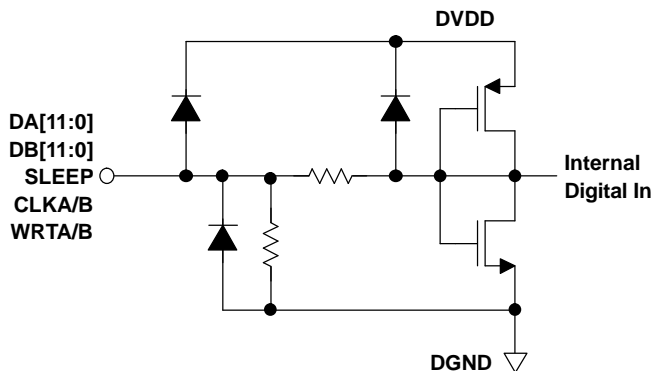 DVDD
DA[11:0]
DB[11:0]
SLEEP
CLKA/B
WRTA/B
Internal
Digital In
DGND